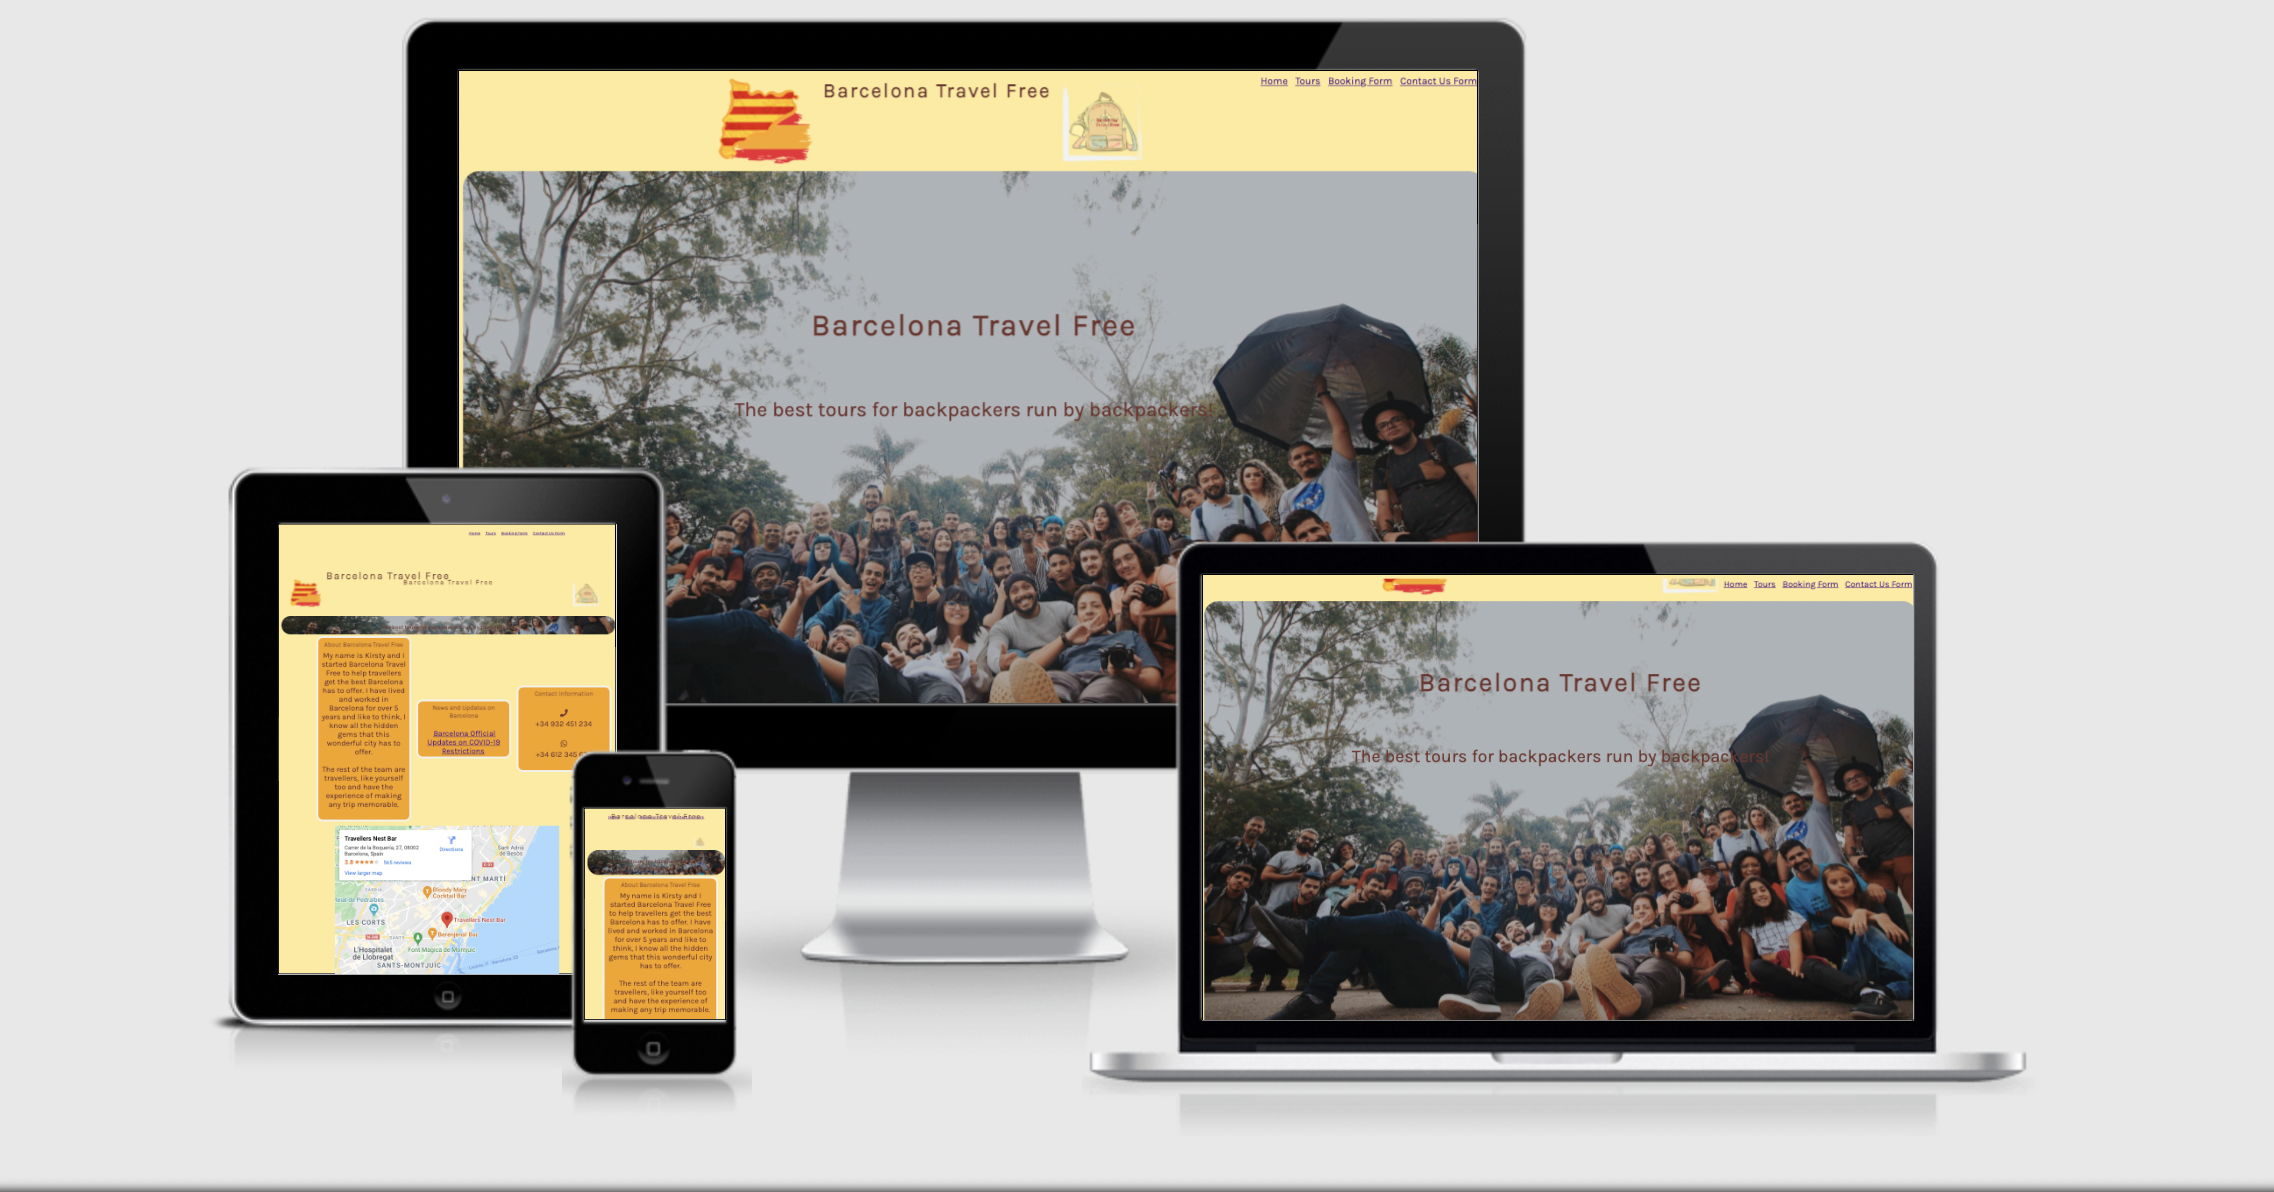 Barcelona Travel Free
Home Tours Booking Form Contact Us Form
Barcelona Travel Free
The best tours for backpackers run by backpackers!
Home Tours Booking Form Contact Us Form
Barcelona Travel Free
Barcelona Travel Free
About Barcelona Travel Free
My name is Kirsty and I
started Barcelona Travel
Free to help travellers
get the best Barcelona
has to offer. I have lived
and worked in
Barcelona for over 5
years and like to think, I
know all the hidden
gems that this
wonderful city has to
offer.
The rest of the team are
travellers, like yourself
too and have the
experience of making
any trip memorable.
News and Updates on
Barcelona
Barcelona Official
Updates on COVID-19
Restrictions
Contact Information
+34 932 451 234
+34 612 345
Travellers Nest Bar
Carrer de la Boqueria, 27, 08002
Barcelona, Spain
Directions
3.8 565 reviews
View larger map
Sant Adrià
de Besòs
NT MARTÍ
Bloody Mary
Cocktail Bar
LES CORTS
Travellers Nest Bar
Berenjenal Bar
L'Hospitalet
de Llobregat
Font Màgica de Montjuïc
SANTS-MONTJUÏC
Barcelona Travel Free
About Barcelona Travel Free
My name is Kirsty and I
started Barcelona Travel Free
to help travellers get the best
Barcelona has to offer. I have
lived and worked in Barcelona
for over 5 years and like to
think, I know all the hidden
gems that this wonderful city
has to offer.
The rest of the team are
travellers, like yourself too
and have the experience of
making any trip memorable.
Home Tours Booking Form Contact Us Form
Barcelona Travel Free
The best tours for backpackers run by backpackers!